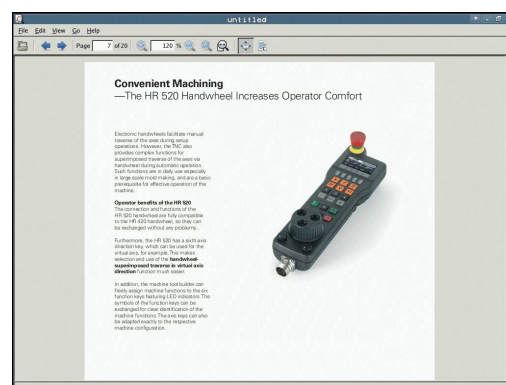 untitled
File Edit View Go Help
Page 7 of 20 120 %
Convenient Machining
—The HR 520 Handwheel Increases Operator Comfort
Electronic handwheels facilitate manual
traverse of the axes during setup
operations. However, the TNC also
provides complex functions for
superimposed traverse of the axes via
handwheel during automatic operation.
Such functions are in daily use especially
in large-scale mold making, and are a basic
prerequisite for effective operation of the
machine.
Operator benefits of the HR 520
The connection and functions of the
HR 520 handwheel are fully compatible
to the HR 420 handwheel, so they can
be exchanged without any problems.
Furthermore, the HR 520 has a sixth axis
direction key, which can be used for the
virtual axis, for example. This makes
selection and use of the handwheel-
superimposed traverse in virtual axis
direction function much easier.
In addition, the machine tool builder can
freely assign machine functions to the six
function keys featuring LED indicators. The
symbols of the function keys can be
exchanged for clear identification of the
machine functions. The axis keys can also
be adapted exactly to the respective
machine configuration.